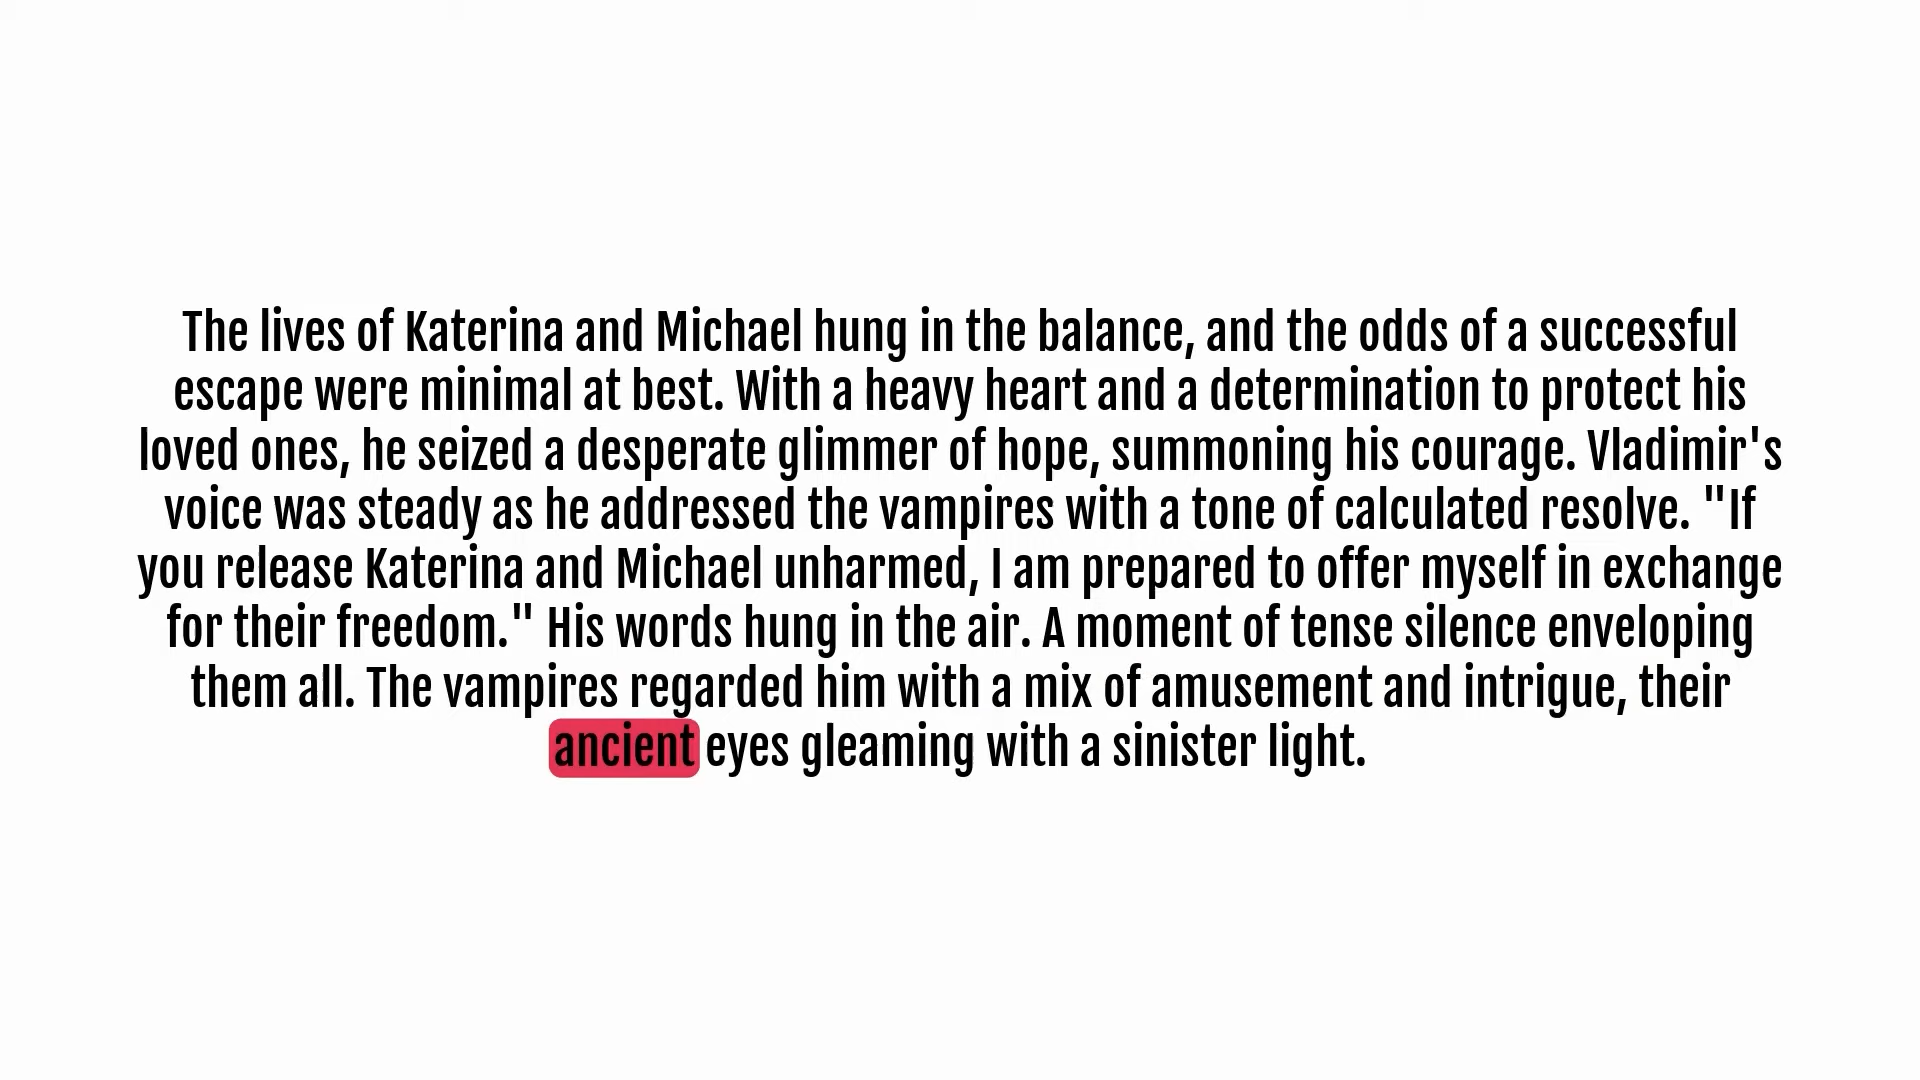 The lives of Katerina and Michael hung in the balance, and the odds of a successful
escape were minimal at best. With a heavy heart and a determination to protect his
loved ones, he seized a desperate glimmer of hope, summoning his courage. Vladimir's
voice was steady as he addressed the vampires with a tone of calculated resolve. "If
you release Katerina and Michael unharmed, I am prepared to offer myself in exchange
for their freedom." His words hung in the air. A moment of tense silence enveloping
them all. The vampires regarded him with a mix of amusement and intrigue, their
ancient eyes gleaming with a sinister light.